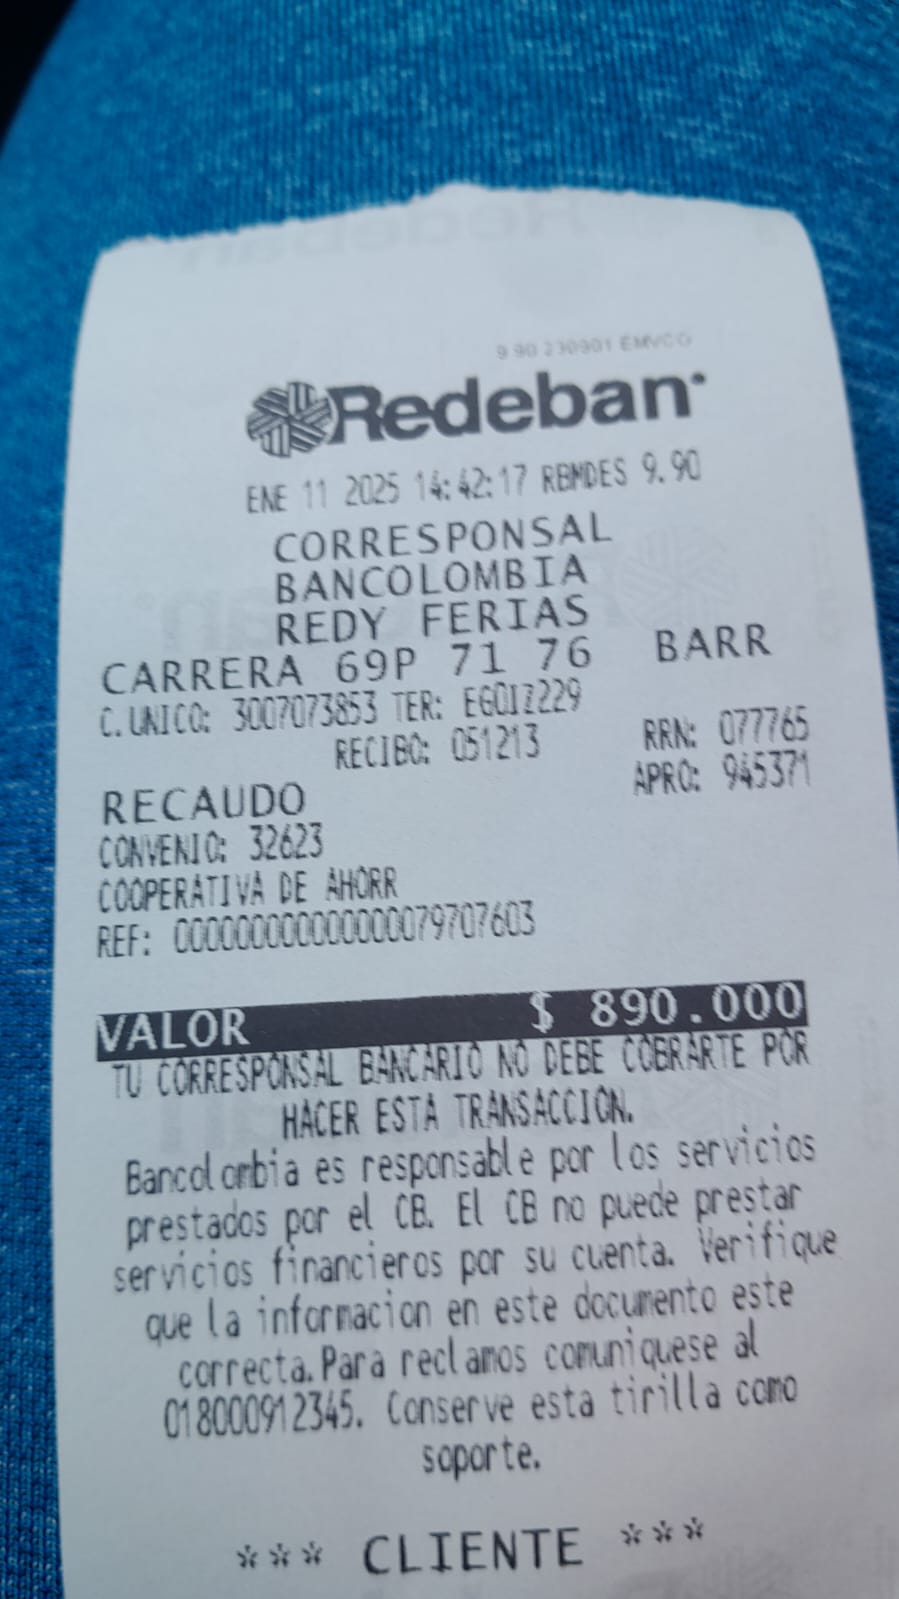 9.90 230901 EMVCO
Redeban
ENE 11 2025 14:42:17 RBMDES 9.90
CORRESPONSAL
BANCOLOMBIA
REDY FERIAS
CARRERA 69P 71 76 BARR
C.UNICO: 3007073853 TER: EGOIZ229
RECIBO: 051213 RRN: 077765
RECAUDO APRO: 945371
CONVENIO: 32623
COOPERATIVA DE AHORR
REF: 000000000000000079707603
VALOR $ 890.000
TU CORRESPONSAL BANCARIO NO DEBE COBRARTE POR
HACER ESTA TRANSACCION.
Bancolombia es responsable por los servicios
prestados por el CB. El CB no puede prestar
servicios financieros por su cuenta. Verifique
que la informacion en este documento este
correcta.Para reclamos comuniquese al
018000912345. Conserve esta tirilla como
soporte.
*** CLIENTE ***